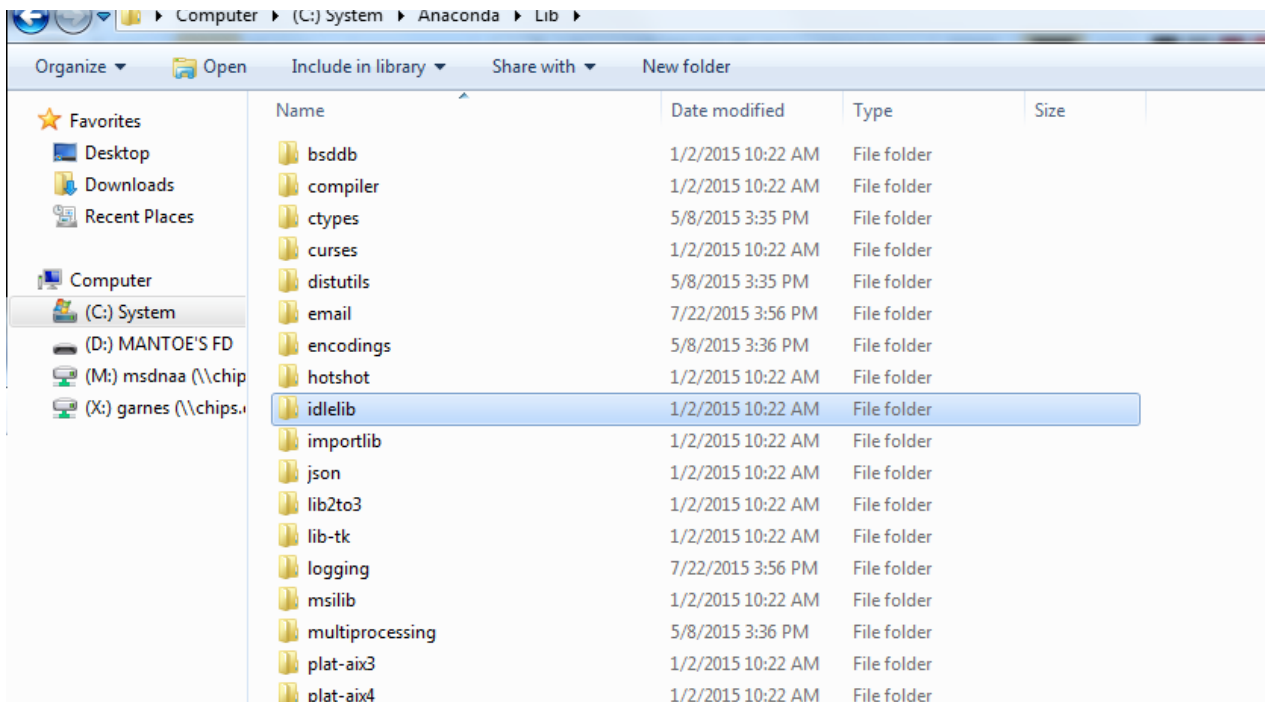 Computer (C:) System Anaconda Lib
Organize Open Include in library Share with New folder
Favorites
Desktop
Downloads
Recent Places
Computer
(C:) System
(D:) MANTOE'S FD
(M:) msdnaa (\\chip
(X:) garnes (\\chips.
Name Date modified Type Size
bsddb 1/2/2015 10:22 AM File folder
compiler 1/2/2015 10:22 AM File folder
ctypes 5/8/2015 3:35 PM File folder
curses 1/2/2015 10:22 AM File folder
distutils 5/8/2015 3:35 PM File folder
email 7/22/2015 3:56 PM File folder
encodings 5/8/2015 3:36 PM File folder
hotshot 1/2/2015 10:22 AM File folder
idlelib 1/2/2015 10:22 AM File folder
importlib 1/2/2015 10:22 AM File folder
json 1/2/2015 10:22 AM File folder
lib2to3 1/2/2015 10:22 AM File folder
lib-tk 1/2/2015 10:22 AM File folder
logging 7/22/2015 3:56 PM File folder
msilib 1/2/2015 10:22 AM File folder
multiprocessing 5/8/2015 3:36 PM File folder
plat-aix3 1/2/2015 10:22 AM File folder
plat-aix4 1/2/2015 10:22 AM File folder